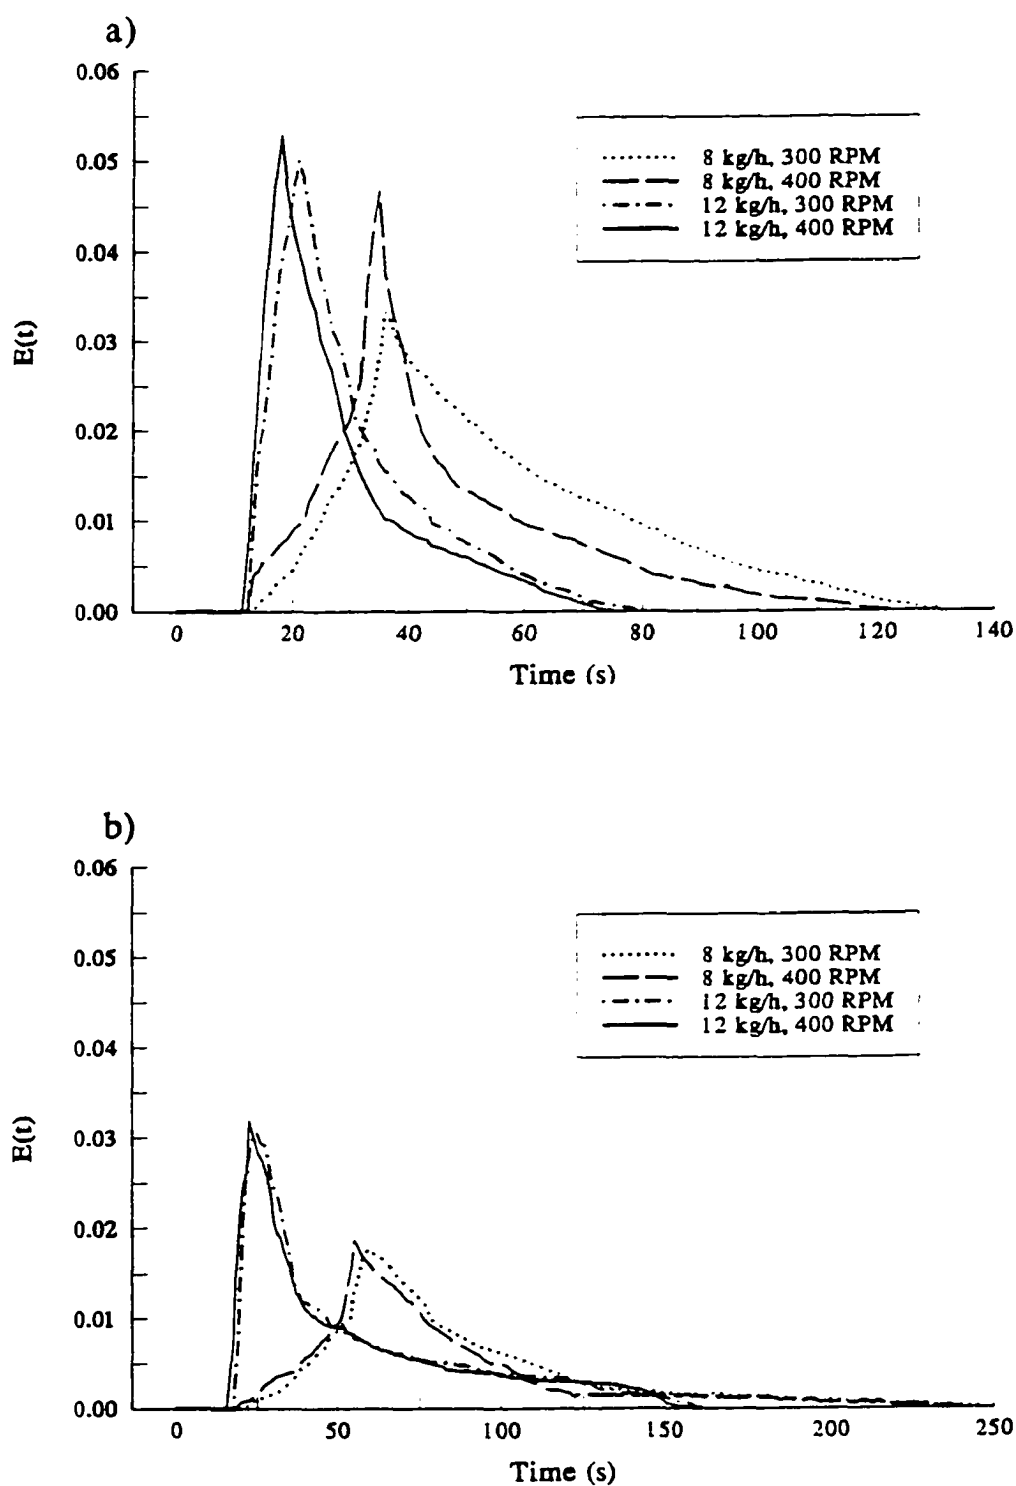 a)
0.06
0.05
0.04
0.03
0.02
0.01
0.00
E(t)
8 kg/h, 300 RPM
8 kg/h, 400 RPM
12 kg/h, 300 RPM
12 kg/h, 400 RPM
0 20 40 60 80 100 120 140
Time (s)
b)
0.06
0.05
0.04
0.03
0.02
0.01
0.00
E(t)
8 kg/h, 300 RPM
8 kg/h, 400 RPM
12 kg/h, 300 RPM
12 kg/h, 400 RPM
0 50 100 150 200 250
Time (s)